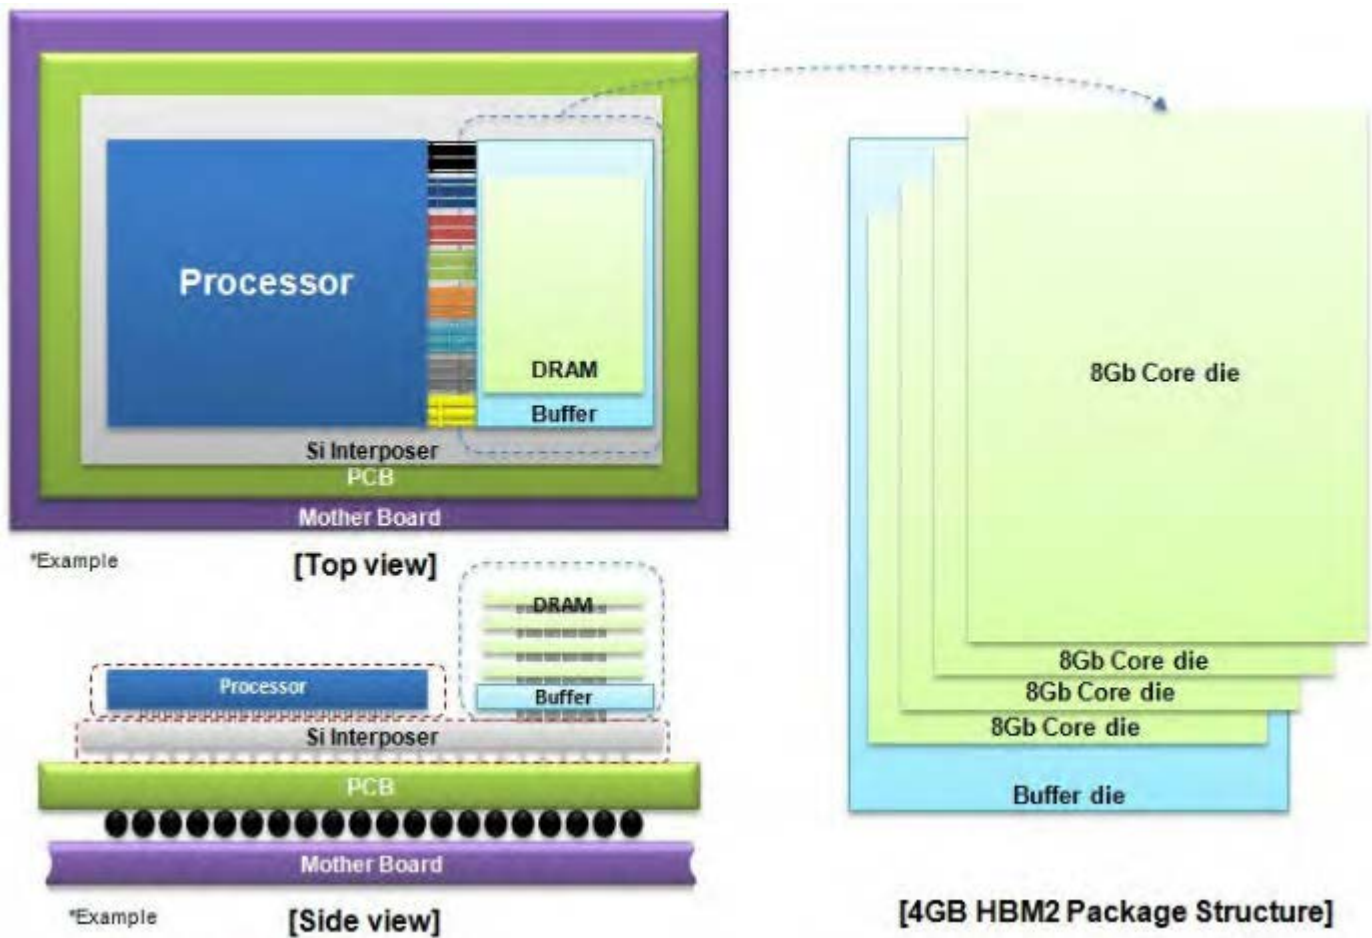 Processor
DRAM
Buffer
Si Interposer
PCB
Mother Board
*Example
[Top view]
DRAM
Processor
Buffer
Si Interposer
PCB
Mother Board
*Example
[Side view]
8Gb Core die
8Gb Core die
8Gb Core die
8Gb Core die
Buffer die
[4GB HBM2 Package Structure]